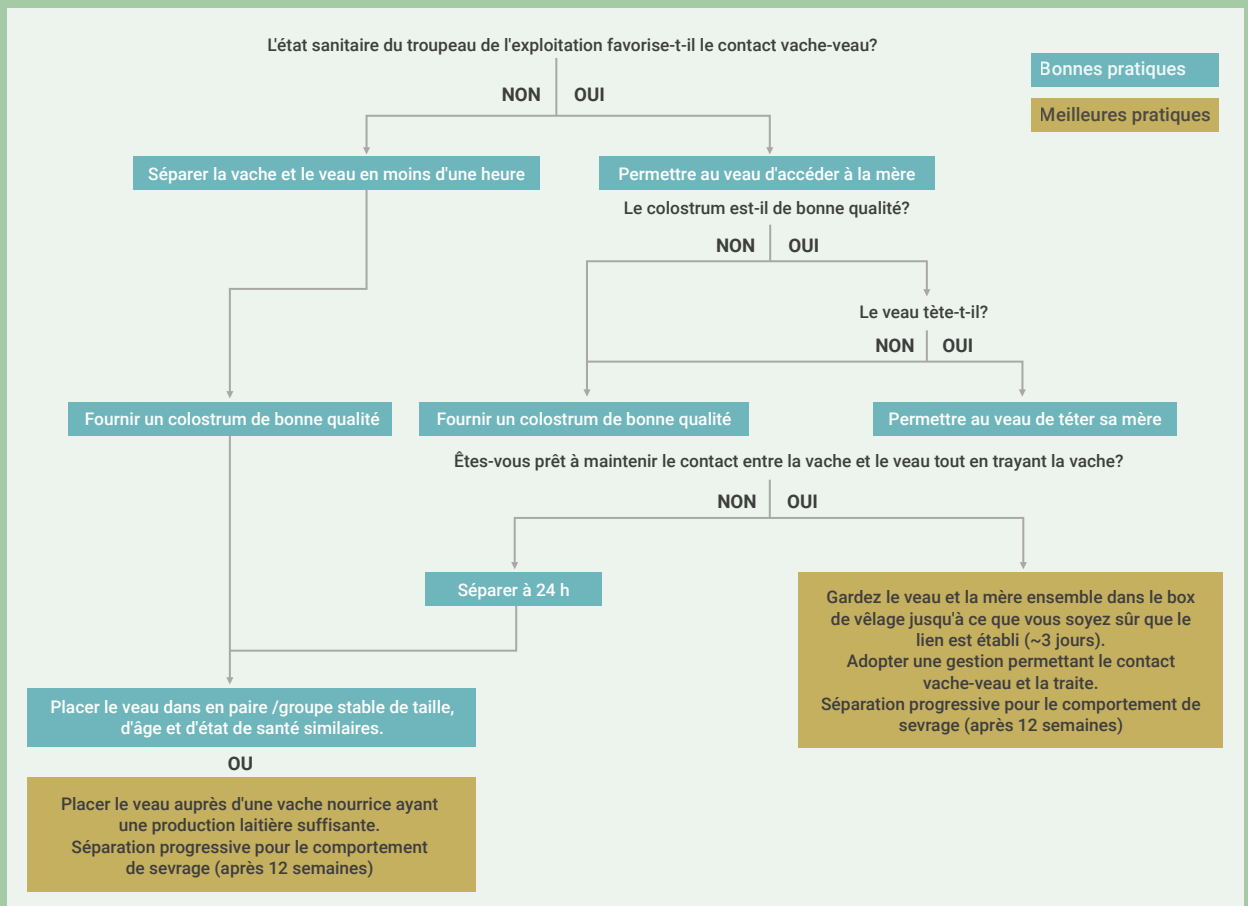 L'état sanitaire du troupeau de l'exploitation favorise-t-il le contact vache-veau?
Bonnes pratiques
Meilleures pratiques
NON
OUI
Séparer la vache et le veau en moins d'une heure
Permettre au veau d'accéder à la mère
Le colostrum est-il de bonne qualité?
NON
OUI
Le veau tète-t-il?
NON
OUI
Fournir un colostrum de bonne qualité
Fournir un colostrum de bonne qualité
Permettre au veau de téter sa mère
Êtes-vous prêt à maintenir le contact entre la vache et le veau tout en trayant la vache?
NON
OUI
Séparer à 24 h
Gardez le veau et la mère ensemble dans le box
de vêlage jusqu'à ce que vous soyez sûr que le
lien est établi (~3 jours).
Adopter une gestion permettant le contact
vache-veau et la traite.
Séparation progressive pour le comportement de
sevrage (après 12 semaines)
Placer le veau dans en paire /groupe stable de taille,
d'âge et d'état de santé similaires.
OU
Placer le veau auprès d'une vache nourrice ayant
une production laitière suffisante.
Séparation progressive pour le comportement
de sevrage (après 12 semaines)